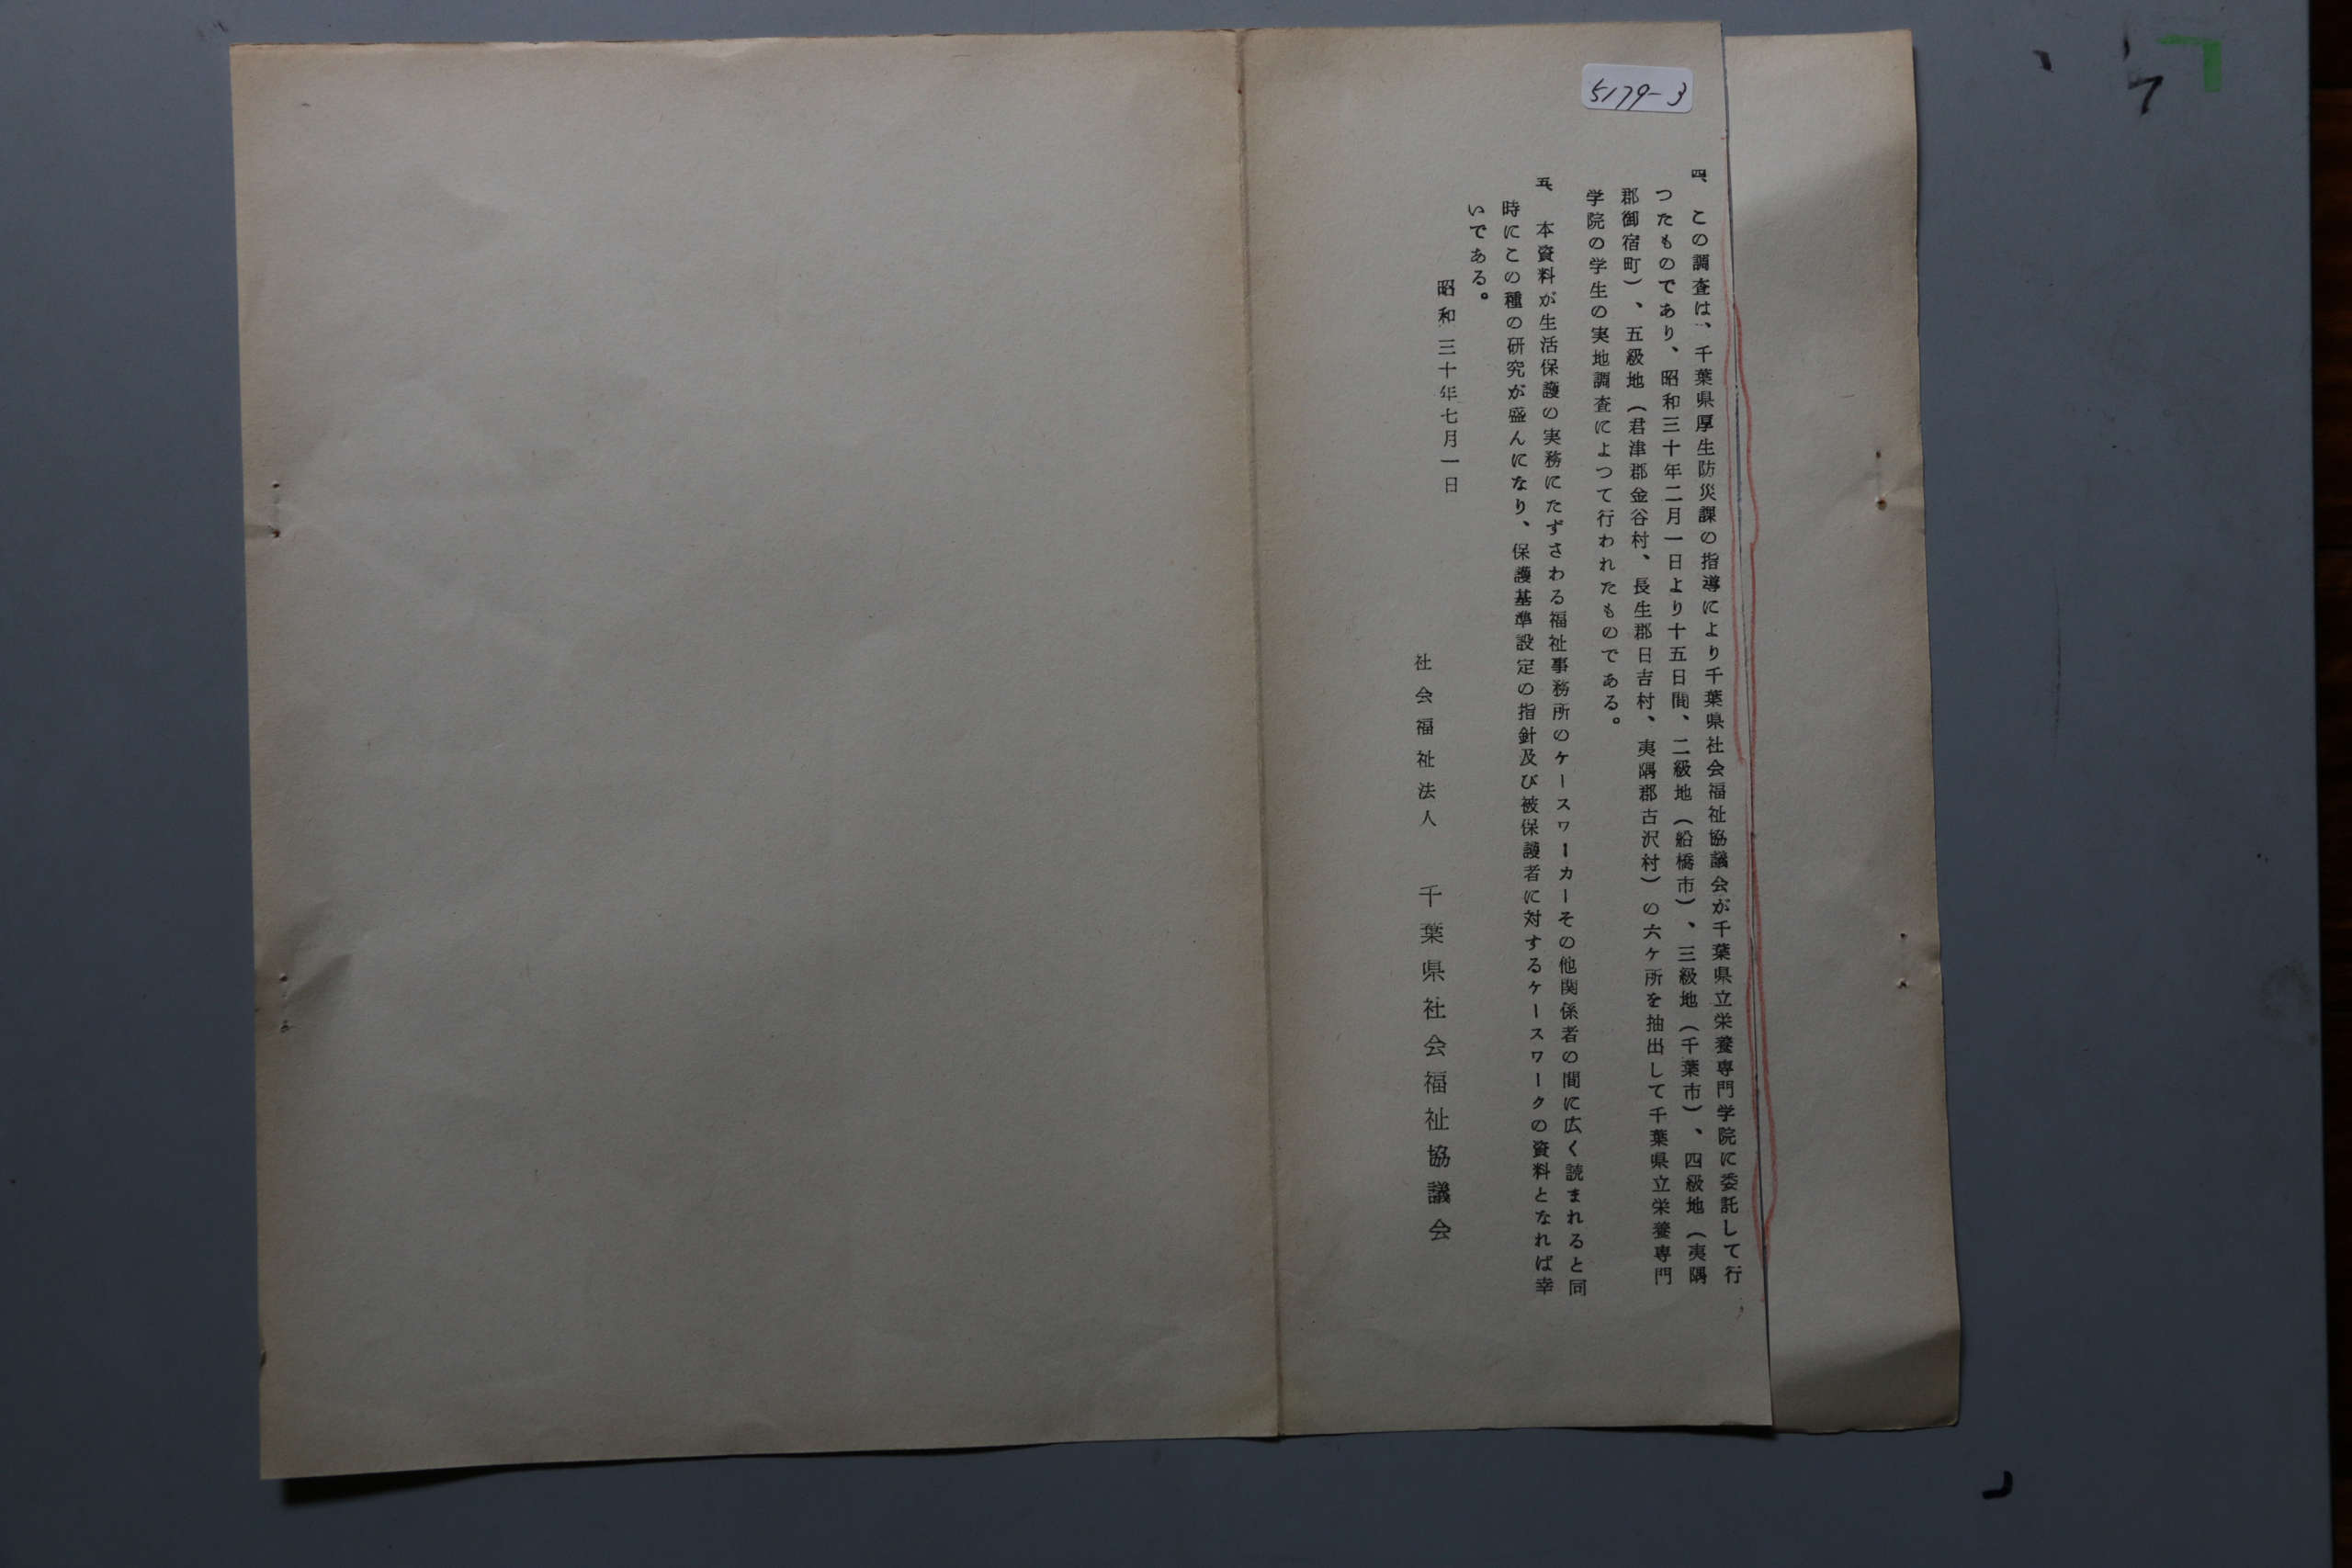 5179-3
四、この調査は、千葉県厚生防災課の指導により千葉県社会福祉協議会が千葉県立栄養専門学院に委託して行
つたものであり、昭和三十年二月一日より十五日間、二級地（船橋市）、三級地（千葉市）、四級地（夷隅
郡御宿町）、五級地（君津郡金谷村、長生郡日吉村、夷隅郡古沢村）の六ケ所を抽出して千葉県立栄養専門
学院の学生の実地調査によつて行われたものである。
五、本資料が生活保護の実務にたずさわる福祉事務所のケースワーカーその他関係者の間に広く読まれると同
時にこの種の研究が盛んになり、保護基準設定の指針及び被保護者に対するケースワークの資料となれば幸
いである。
昭和三十年七月一日
社会福祉法人　千葉県社会福祉協議会